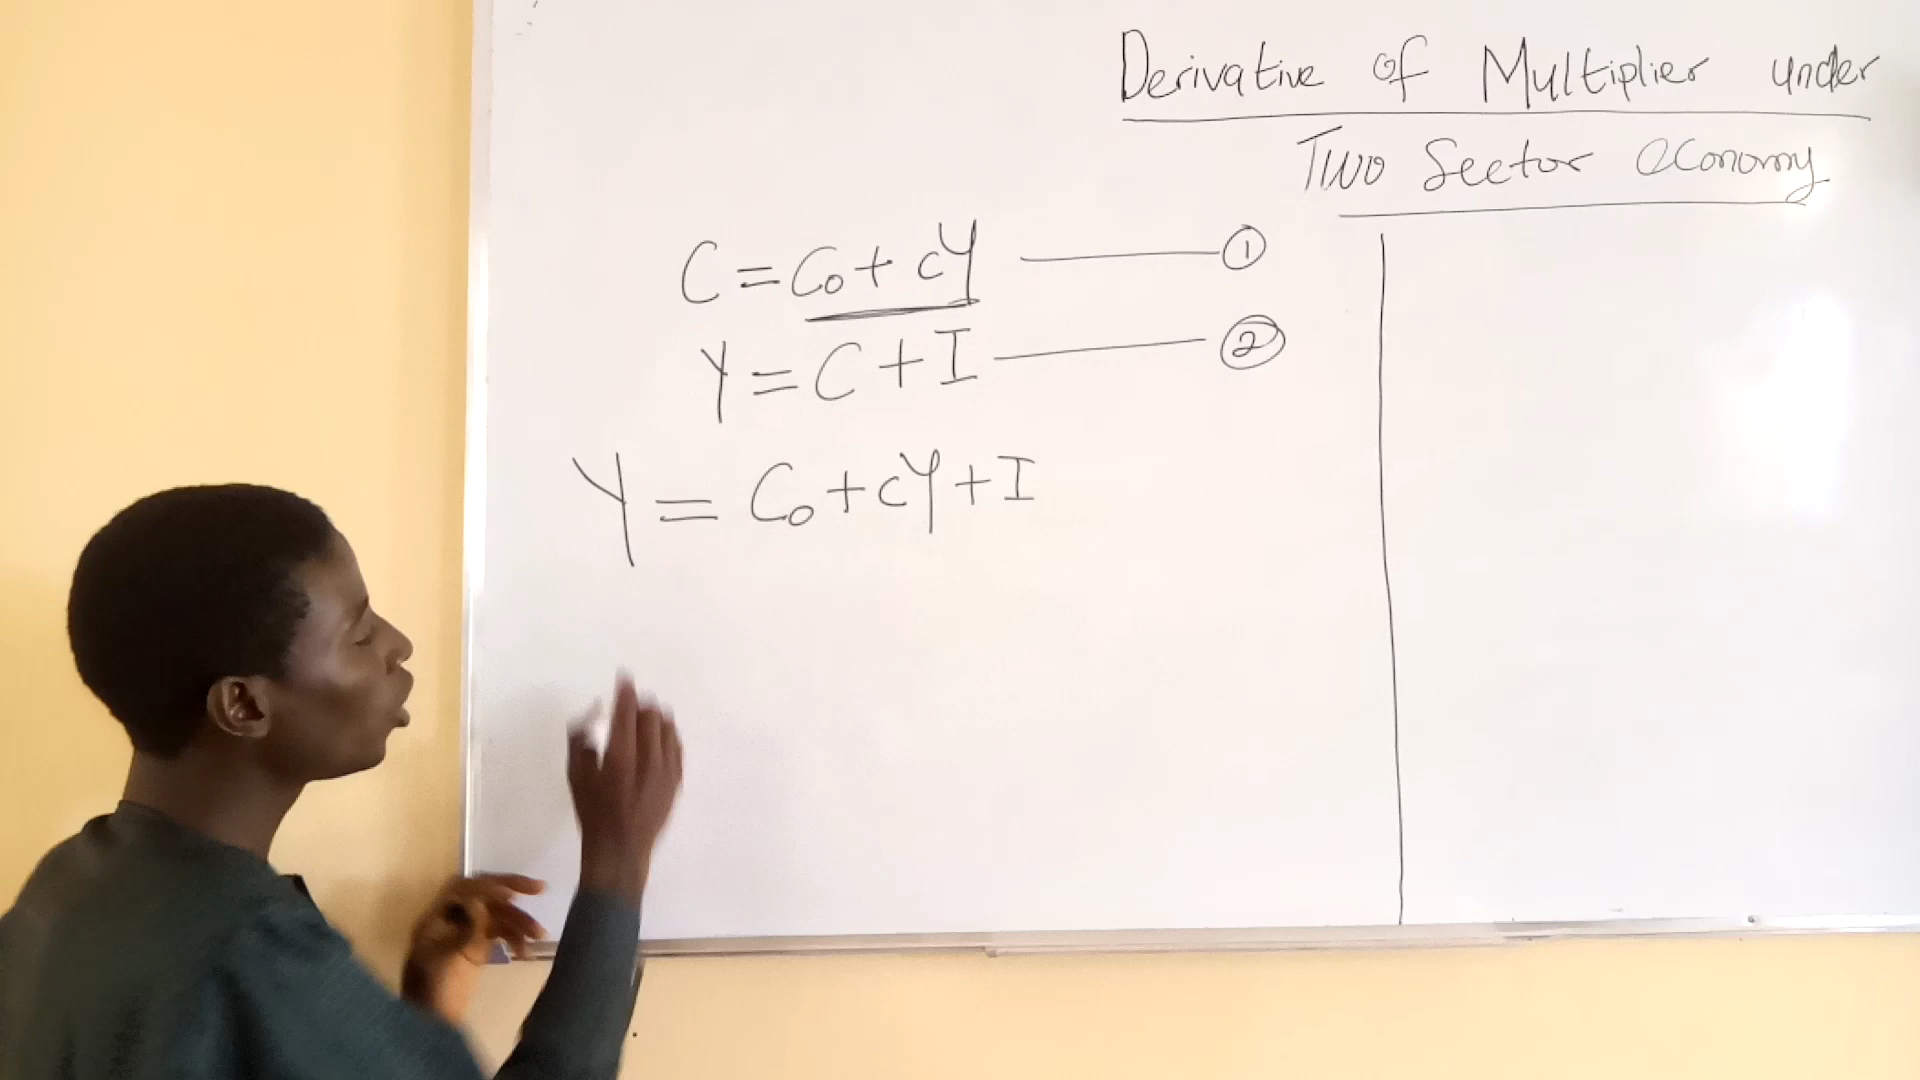 Derivative of Multiplier under
Two Sector economy
C = C₀ + cY ——— ①
Y = C + I ——— ②
Y = C₀ + cY + I